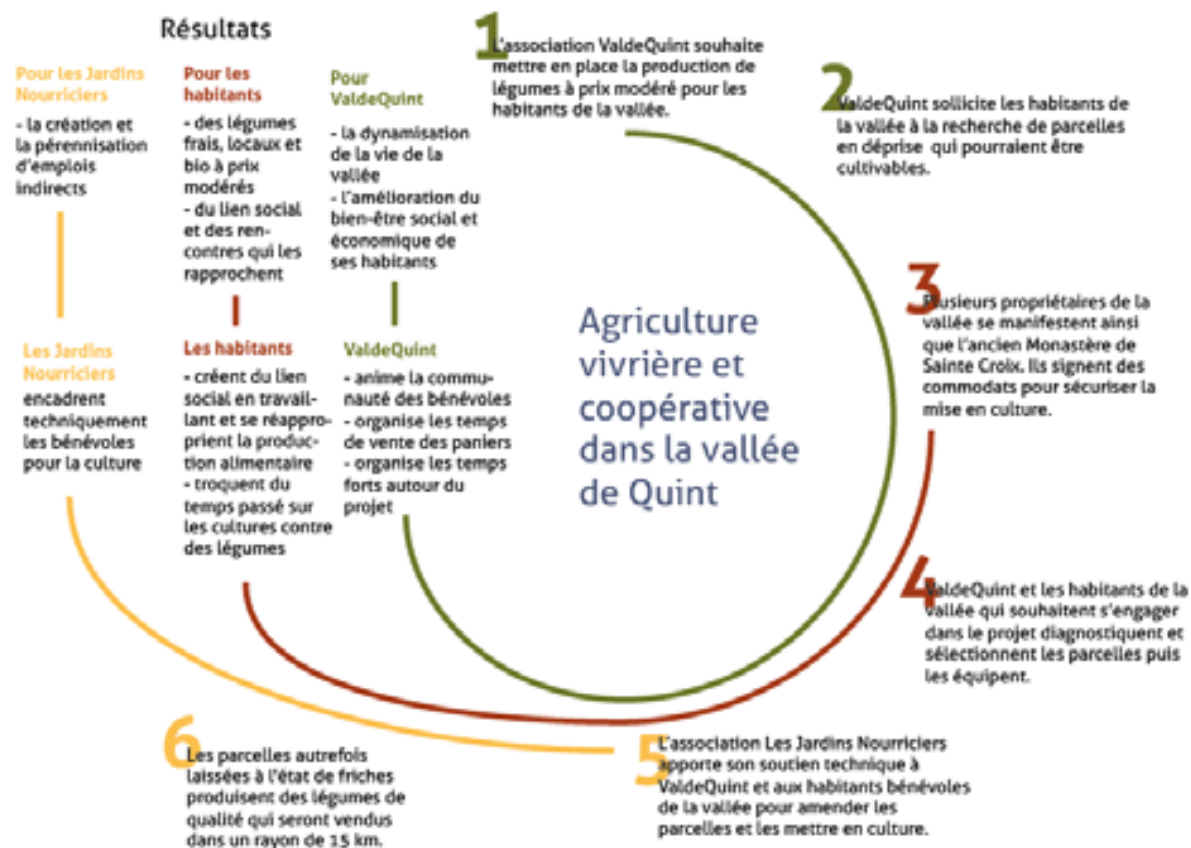 Résultats
Pour les Jardins
Nourriciers
- la création et
la pérennisation
d'emplois
indirects
Pour les
habitants
- des légumes
frais, locaux et
bio à prix
modérés
- du lien social
et des ren-
contres qui les
rapprochent
Pour
ValdeQuint
- la dynamisation
de la vie de la
vallée
- l'amélioration du
bien-être social et
économique de
ses habitants
Les Jardins
Nourriciers
encadrent
techniquement
les bénévoles
pour la culture
Les habitants
- créent du lien
social en travail-
lant et se réappro-
prient la produc-
tion alimentaire
- troquent du
temps passé sur
les cultures contre
des légumes
ValdeQuint
- anime la commu-
nauté des bénévoles
- organise les temps
de vente des paniers
- organise les temps
forts autour du
projet
Agriculture
vivrière et
coopérative
dans la vallée
de Quint
1
L'association ValdeQuint souhaite
mettre en place la production de
légumes à prix modéré pour les
habitants de la vallée.
2
ValdeQuint sollicite les habitants de
la vallée à la recherche de parcelles
en déprise qui pourraient être
cultivables.
3
Plusieurs propriétaires de la
vallée se manifestent ainsi
que l'ancien Monastère de
Sainte Croix. Ils signent des
commodats pour sécuriser la
mise en culture.
4
ValdeQuint et les habitants de la
vallée qui souhaitent s'engager
dans le projet diagnostiquent et
sélectionnent les parcelles puis
les équipent.
5
L'association Les Jardins Nourriciers
apporte son soutien technique à
ValdeQuint et aux habitants bénévoles
de la vallée pour amender les
parcelles et les mettre en culture.
6
Les parcelles autrefois
laissées à l'état de friches
produisent des légumes de
qualité qui seront vendus
dans un rayon de 15 km.